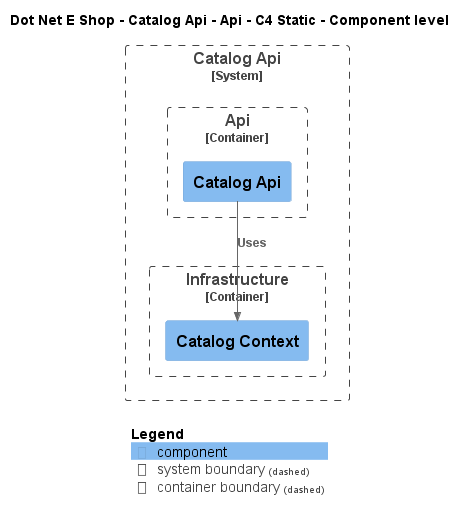 Dot Net E Shop - Catalog Api - Api - C4 Static - Component level
Catalog Api
[System]
Api
[Container]
Catalog Api
Uses
Infrastructure
[Container]
Catalog Context
Legend
component
system boundary (dashed)
container boundary (dashed)